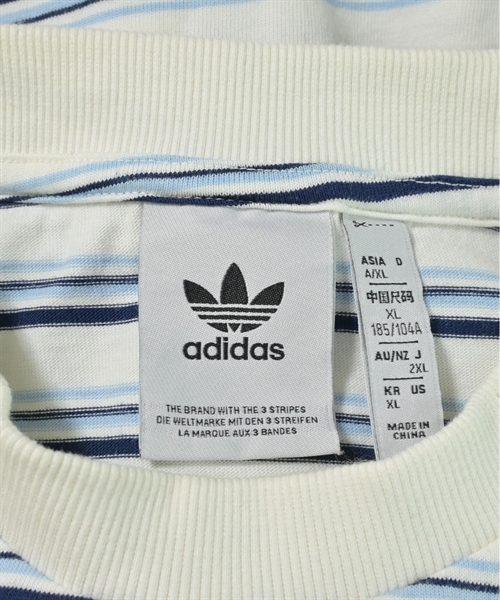 adidas
THE BRAND WITH THE 3 STRIPES
DIE WELTMARKE MIT DEN 3 STREIFEN
LA MARQUE AUX 3 BANDES
ASIA D
A/XL
中国尺码
XL
185/104A
AU/NZ J
2XL
KR US
XL
MADE IN
CHINA